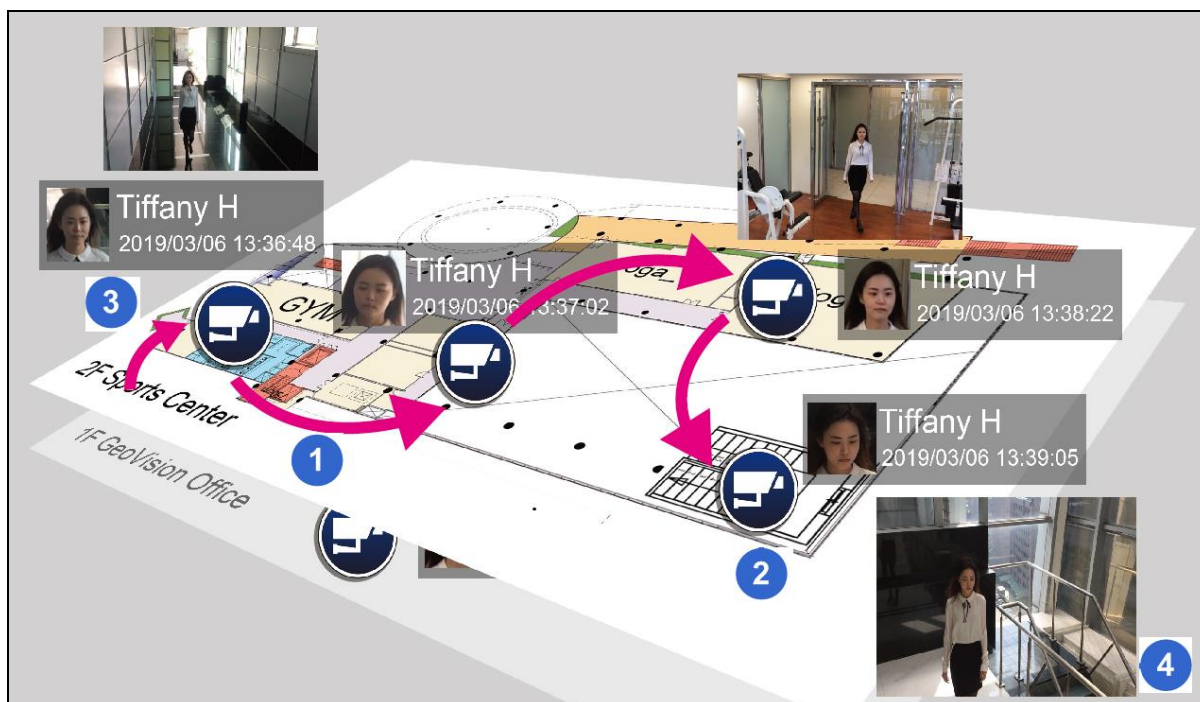 Tiffany H
2019/03/06 13:36:48
3
Tiffany H
2019/03/06 13:37:02
Tiffany H
2019/03/06 13:38:22
GYM
oga_
og
2F Sports Center
1F GeoVision Office
1
Tiffany H
2019/03/06 13:39:05
2
4